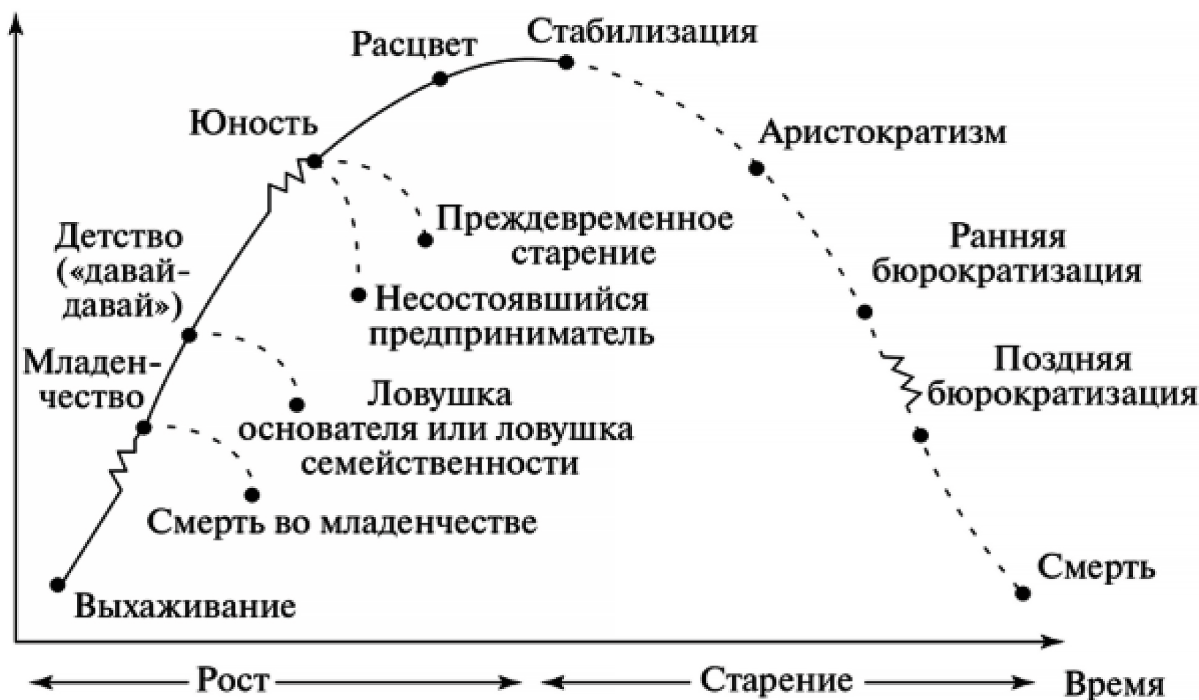 Стабилизация
Расцвет
Юность
Аристократизм
Преждевременное
старение
Детство
(«давай-
давай»)
Ранняя
бюрократизация
Несостоявшийся
предприниматель
Младен-
чество
Поздняя
бюрократизация
Ловушка
основателя или ловушка
семейственности
Смерть во младенчестве
Смерть
Выхаживание
Рост
Старение
Время